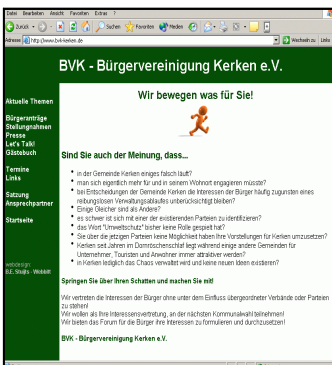 Datei Bearbeiten Ansicht Favoriten Extras ?
Zurück Suchen Favoriten Medien
Adresse http://www.bvk-kerken.de Wechseln zu Links
BVK - Bürgervereinigung Kerken e.V.
Aktuelle Themen
Bürgeranträge
Stellungnahmen
Presse
Let's Talk!
Gästebuch
Termine
Links
Satzung
Ansprechpartner
Startseite
webdesign:
Wir bewegen was für Sie!
Sind Sie auch der Meinung, dass...
in der Gemeinde Kerken einiges falsch läuft?
man sich eigentlich mehr für und in seinem Wohnort engagieren müsste?
bei Entscheidungen der Gemeinde Kerken die Interessen der Bürger häufig zugunsten eines
reibungslosen Verwaltungsablaufes unberücksichtigt bleiben?
Einige Gleicher sind als Andere?
es schwer ist sich mit einer der existierenden Parteien zu identifizieren?
das Wort "Umweltschutz" bisher keine Rolle gespielt hat?
Sie über die jetzigen Parteien keine Möglichkeit haben Ihre Vorstellungen für Kerken umzusetzen?
Kerken seit Jahren im Dornröschenschlaf liegt während einige andere Gemeinden für
Unternehmer, Touristen und Anwohner immer attraktiver werden?
in Kerken lediglich das Chaos verwaltet wird und keine neuen Ideen existieren?
Springen Sie über Ihren Schatten und machen Sie mit!
Wir vertreten die Interessen der Bürger ohne unter dem Einfluss übergeordneter Verbände oder Parteien
zu stehen!
Wir wollen als Ihre Interessensvertretung, an der nächsten Kommunalwahl teilnehmen!
Wir bieten das Forum für die Bürger ihre Interessen zu formulieren und durchzusetzen!
BVK - Bürgervereinigung Kerken e.V.